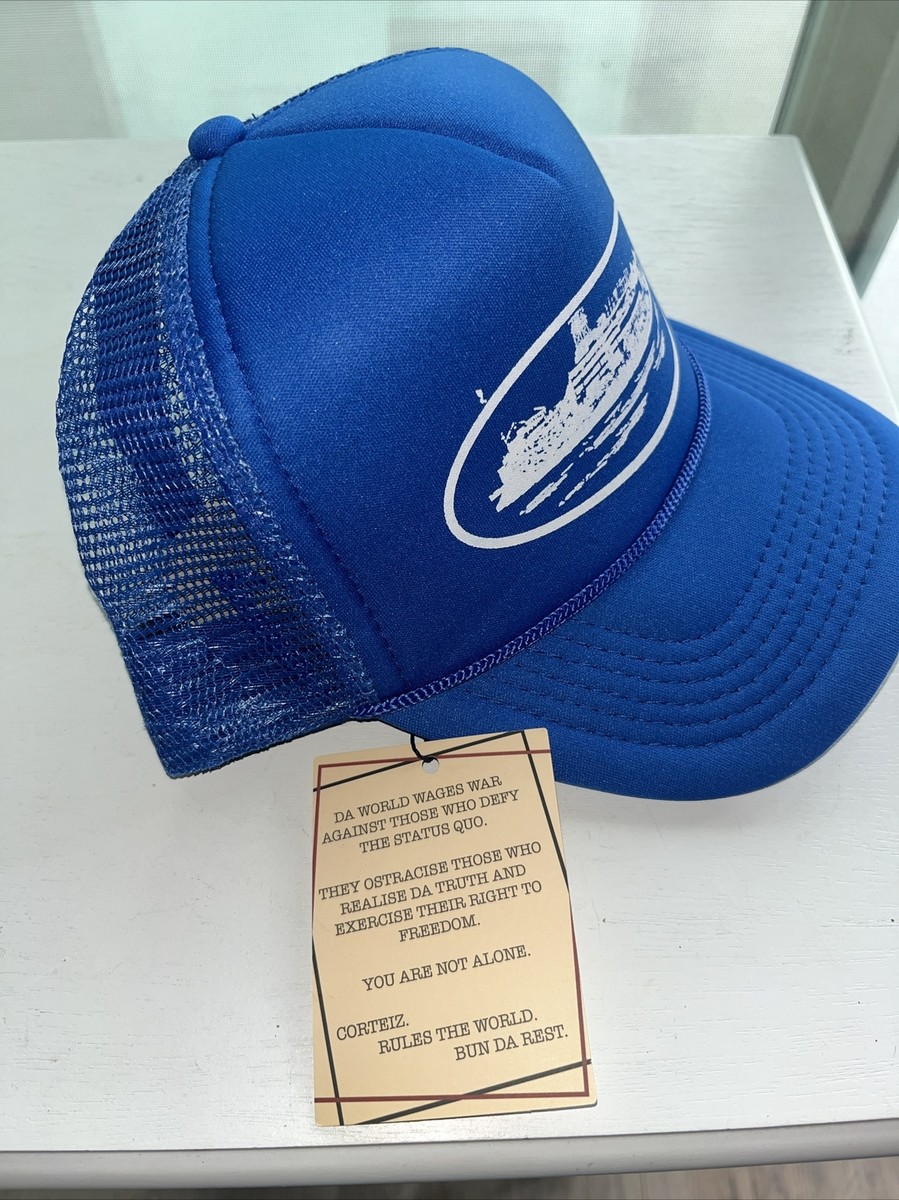 DA WORLD WAGES WAR
AGAINST THOSE WHO DEFY
THE STATUS QUO.
THEY OSTRACISE THOSE WHO
REALISE DA TRUTH AND
EXERCISE THEIR RIGHT TO
FREEDOM.
YOU ARE NOT ALONE.
CORTEIZ.
RULES THE WORLD.
BUN DA REST.